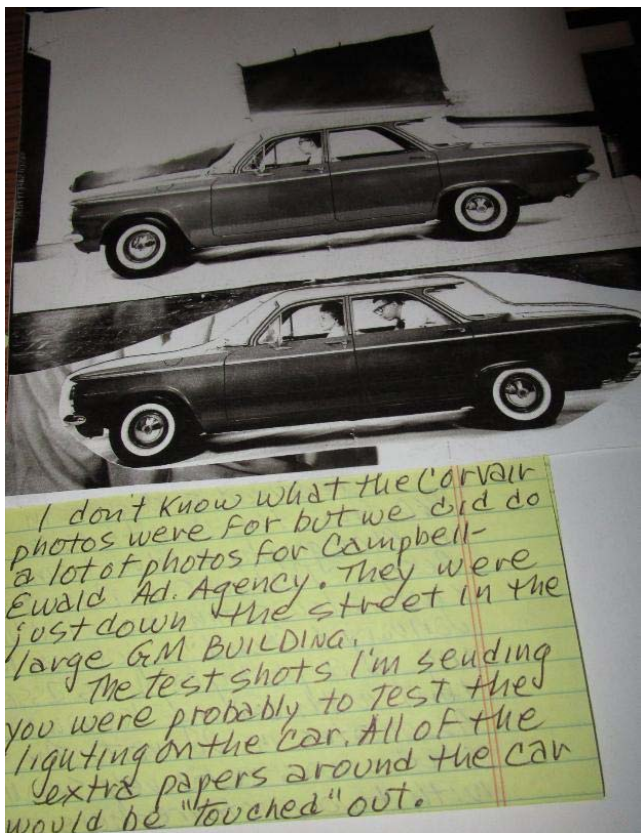 I don't know what the Corvair
photos were for but we did do
a lot of photos for Campbell-
Ewald Ad. Agency. They were
just down the street in the
large GM BUILDING.
The test shots I'm sending
you were probably to test the
lighting on the car. All of the
extra papers around the car
would be "touched" out.